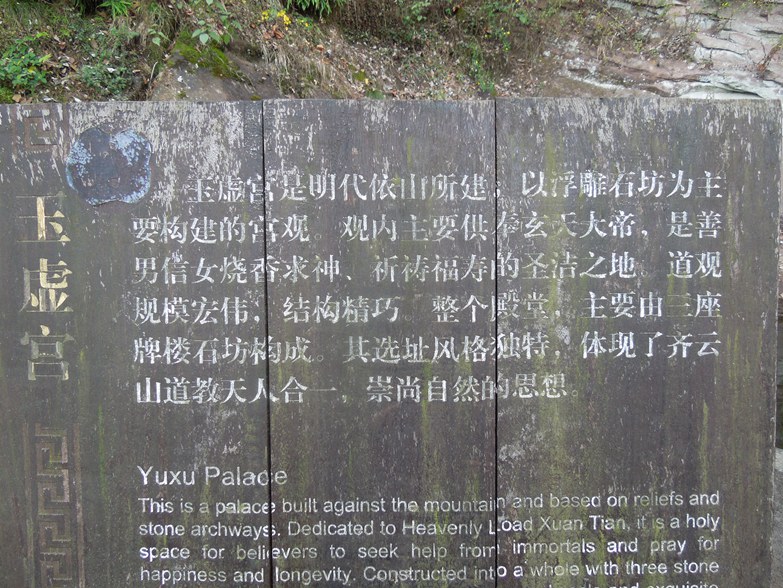 玉虚宫
玉虚宫是明代依山所建，以浮雕石坊为主
要构建的宫观。观内主要供奉玄天大帝，是善
男信女烧香求神、祈祷福寿的圣洁之地。道观
规模宏伟，结构精巧，整个殿堂，主要由三座
牌楼石坊构成。其选址风格独特，体现了齐云
山道教天人合一，崇尚自然的思想。
Yuxu Palace
This is a palace built against the mountain and based on reliefs and
stone archways. Dedicated to Heavenly Load Xuan Tian, it is a holy
space for believers to seek help from immortals and pray for
happiness and longevity. Constructed into a whole with three stone
and exquisite